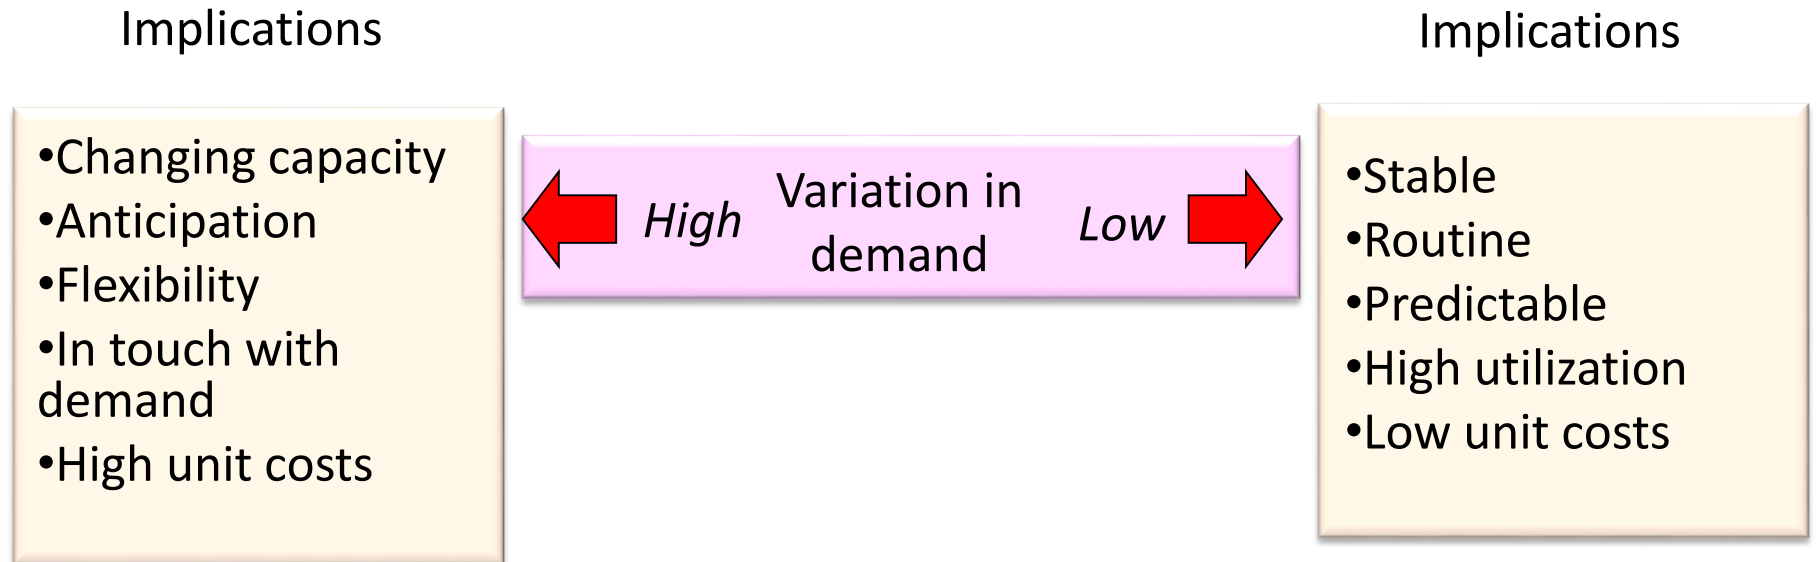 Implications
•Changing capacity
•Anticipation
•Flexibility
•In touch with
demand
•High unit costs
High
Variation in
demand
Low
Implications
•Stable
•Routine
•Predictable
•High utilization
•Low unit costs